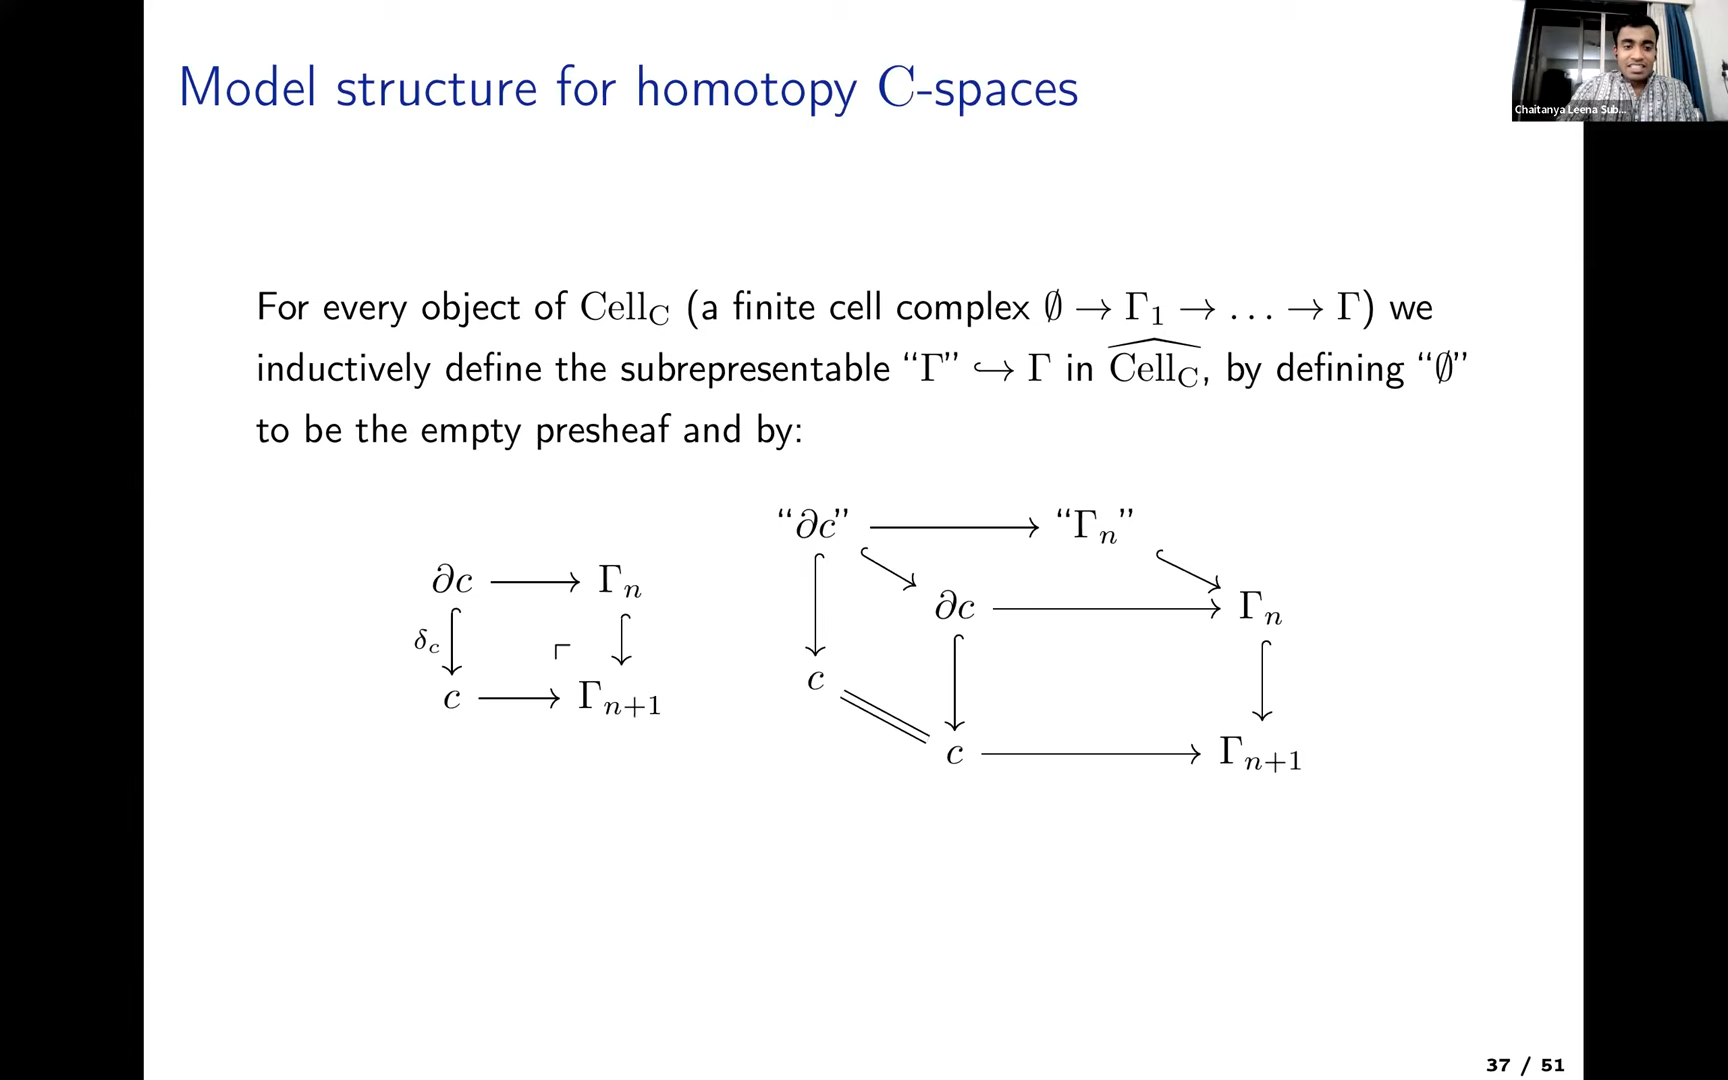 Model structure for homotopy C-spaces
Chaitanya Leena Sub...
For every object of Cell_C (a finite cell complex ∅ → Γ_1 → … → Γ) we
inductively define the subrepresentable “Γ” ↪ Γ in \widehat{Cell_C}, by defining “∅”
to be the empty presheaf and by:
“∂c” → “Γ_n”
∂c → Γ_n
∂c → Γ_n
δ_c
c
c → Γ_{n+1}
c → Γ_{n+1}
37 / 51